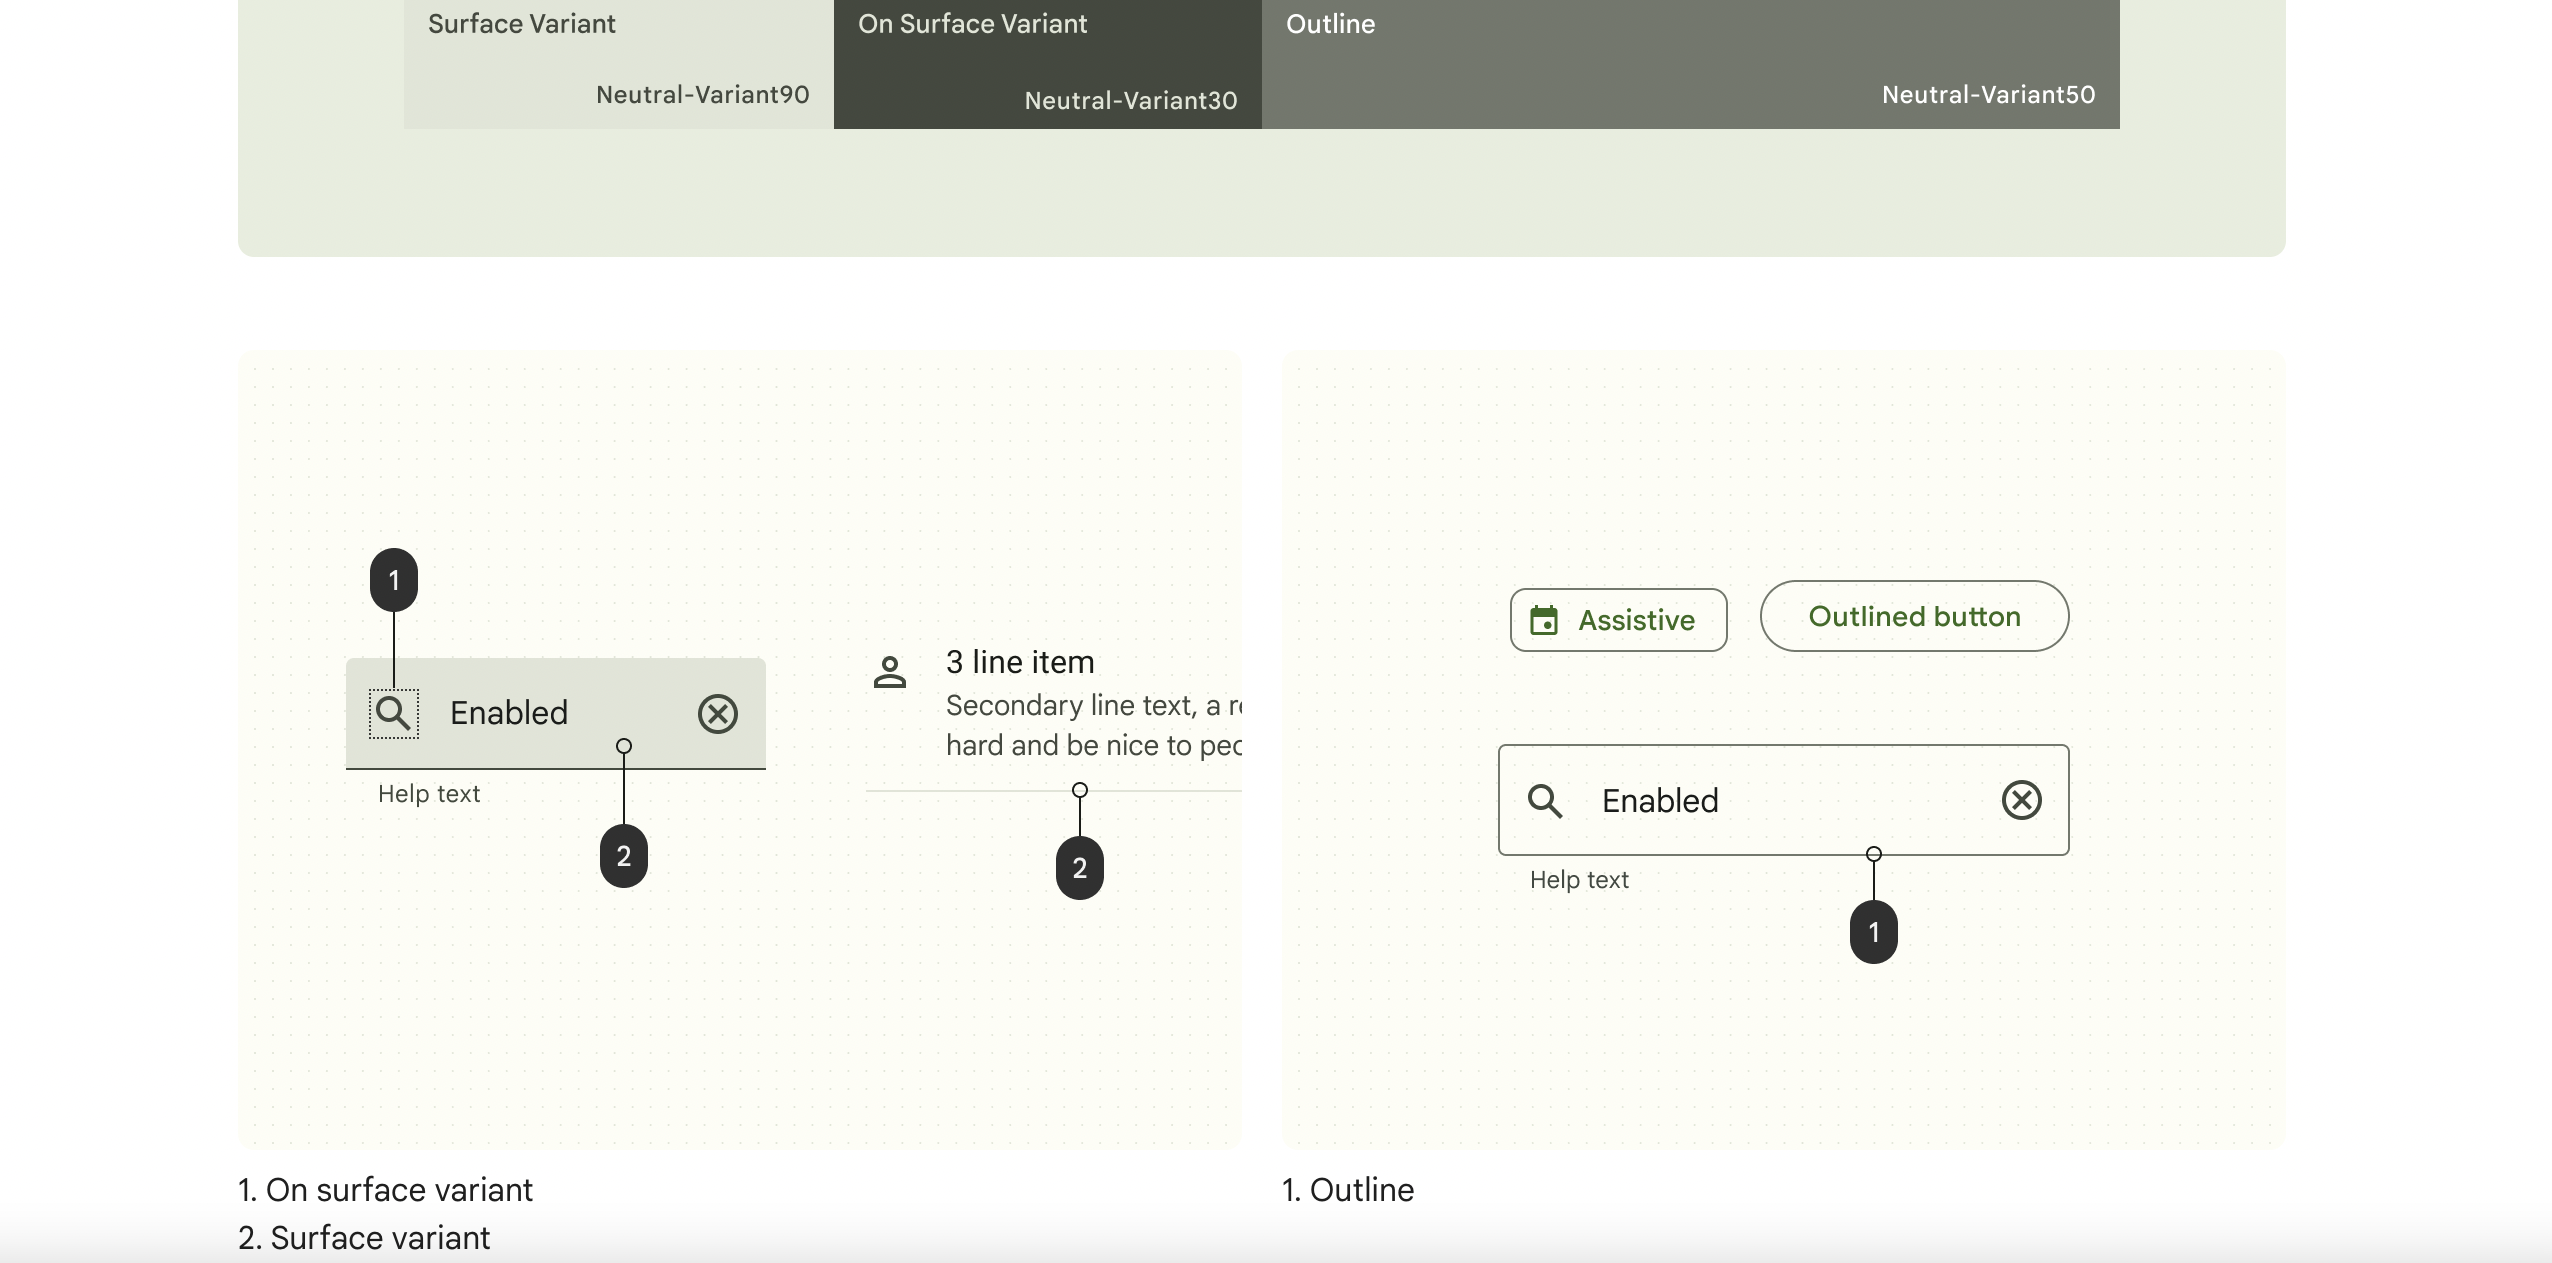 Surface Variant
On Surface Variant
Outline
Neutral-Variant90
Neutral-Variant30
Neutral-Variant50
1
Enabled
Help text
2
3 line item
Secondary line text, a
hard and be nice to
2
Assistive
Outlined button
Enabled
Help text
1
1. On surface variant
2. Surface variant
1. Outline